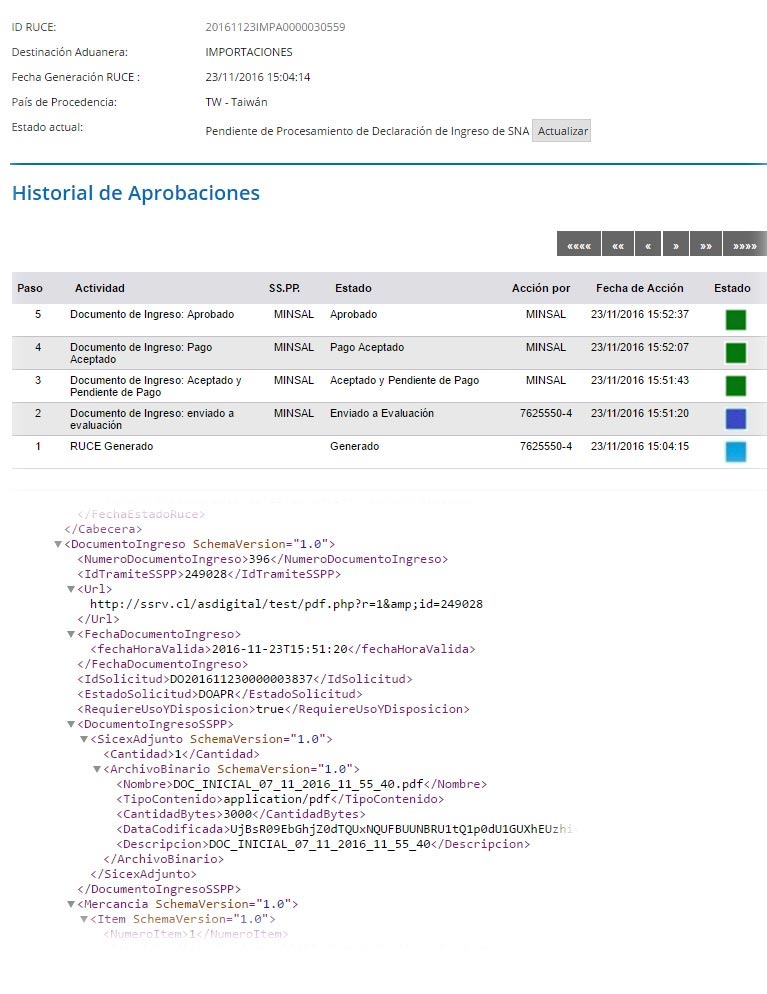 ID RUCE: 20161123IMPA0000030559
Destinación Aduanera: IMPORTACIONES
Fecha Generación RUCE : 23/11/2016 15:04:14
País de Procedencia: TW - Taiwán
Estado actual: Pendiente de Procesamiento de Declaración de Ingreso de SNA Actualizar
Historial de Aprobaciones
«««« «« « » »» »»»»
Paso Actividad SS.PP. Estado Acción por Fecha de Acción Estado
5 Documento de Ingreso: Aprobado MINSAL Aprobado MINSAL 23/11/2016 15:52:37
4 Documento de Ingreso: Pago MINSAL Pago Aceptado MINSAL 23/11/2016 15:52:07
Aceptado
3 Documento de Ingreso: Aceptado y MINSAL Aceptado y Pendiente de Pago MINSAL 23/11/2016 15:51:43
Pendiente de Pago
2 Documento de Ingreso: enviado a MINSAL Enviado a Evaluación 7625550-4 23/11/2016 15:51:20
evaluación
1 RUCE Generado Generado 7625550-4 23/11/2016 15:04:15
</FechaEstadoRuce>
</Cabecera>
▼<DocumentoIngreso SchemaVersion="1.0">
<NumeroDocumentoIngreso>396</NumeroDocumentoIngreso>
<IdTramiteSSPP>249028</IdTramiteSSPP>
▼<Url>
http://ssrv.cl/asdigital/test/pdf.php?r=1&amp;id=249028
</Url>
▼<FechaDocumentoIngreso>
<fechaHoraValida>2016-11-23T15:51:20</fechaHoraValida>
</FechaDocumentoIngreso>
<IdSolicitud>DO201611230000003837</IdSolicitud>
<EstadoSolicitud>DOAPR</EstadoSolicitud>
<RequiereUsoYDisposicion>true</RequiereUsoYDisposicion>
▼<DocumentoIngresoSSPP>
▼<SicexAdjunto SchemaVersion="1.0">
<Cantidad>1</Cantidad>
▼<ArchivoBinario SchemaVersion="1.0">
<Nombre>DOC_INICIAL_07_11_2016_11_55_40.pdf</Nombre>
<TipoContenido>application/pdf</TipoContenido>
<CantidadBytes>3000</CantidadBytes>
<DataCodificada>UjBsR09EbGhjZ0dTQUxNQUFBUUNBRU1tQ1p0dU1GUXhEUzhi
<Descripcion>DOC_INICIAL_07_11_2016_11_55_40</Descripcion>
</ArchivoBinario>
</SicexAdjunto>
</DocumentoIngresoSSPP>
▼<Mercancia SchemaVersion="1.0">
▼<Item SchemaVersion="1.0">
<NumeroItem>1</NumeroItem>